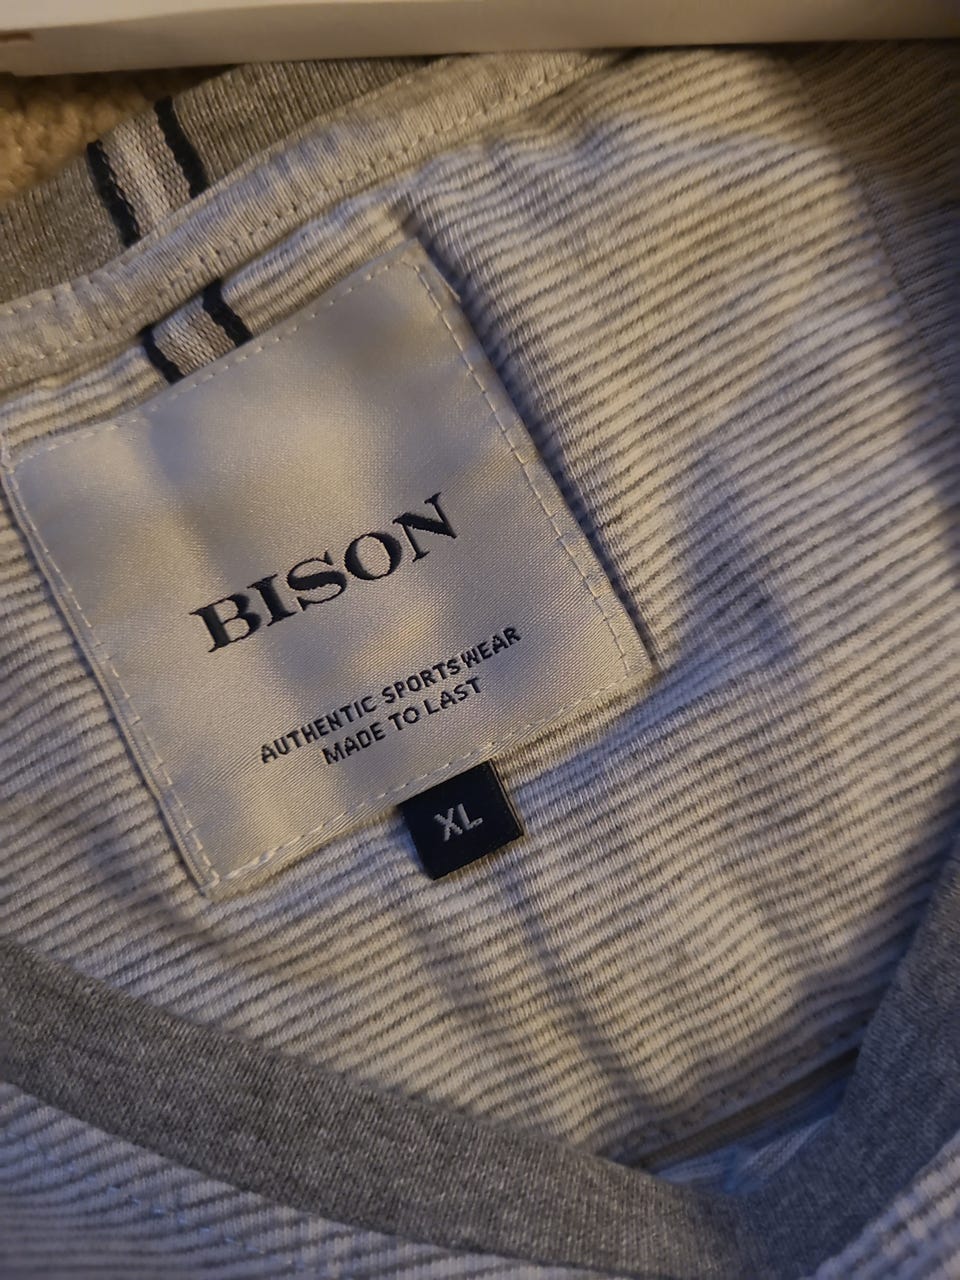 BISON
AUTHENTIC SPORTSWEAR
MADE TO LAST
XL